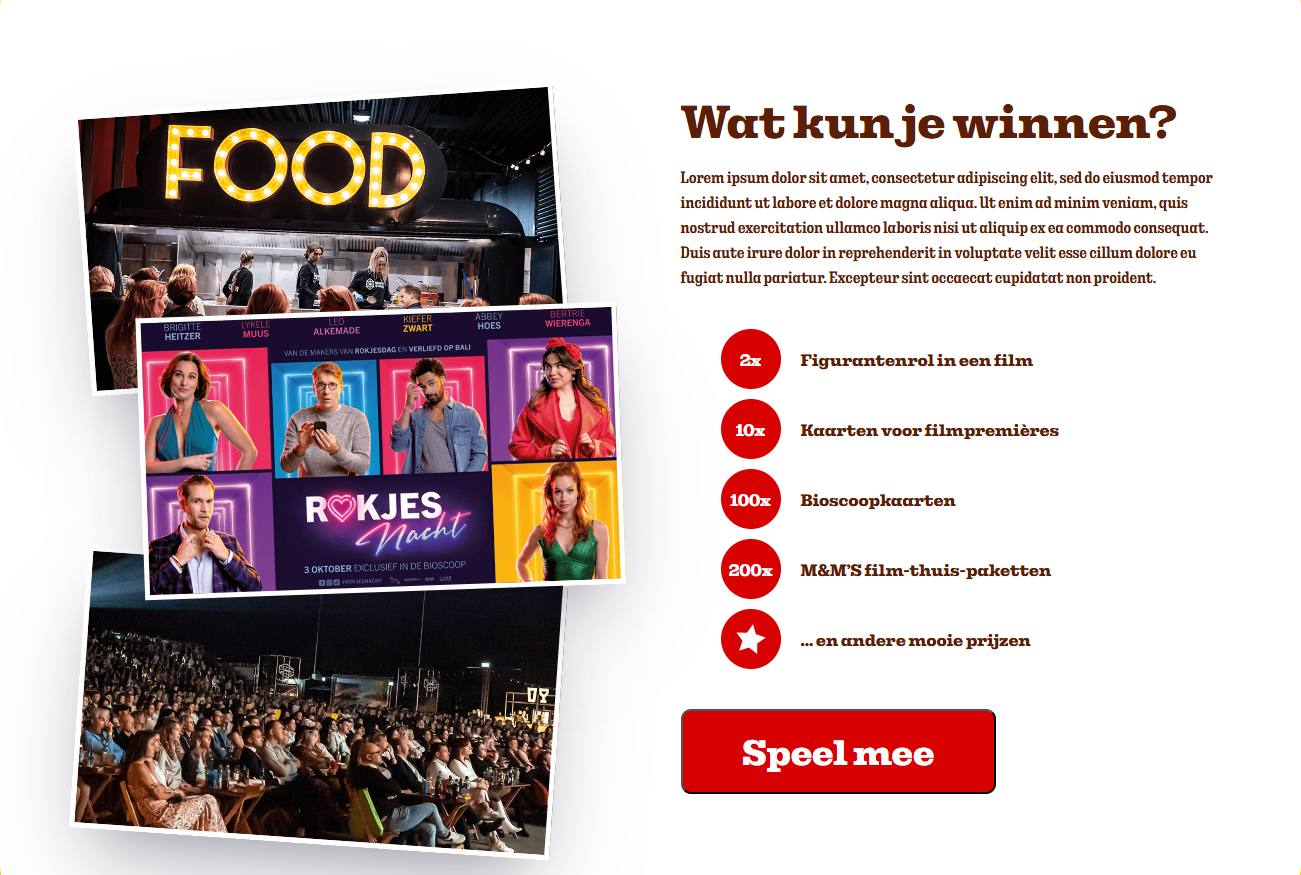 FOOD
BRIGITTE HEITZER
LYKELE MUUS
LEO ALKEMADE
KIEFER ZWART
ABBEY HOES
BERTRIE WIERENGA
VAN DE MAKERS VAN ROKJESDAG EN VERLIEFD OP BALI
ROKJES
Nacht
3 OKTOBER EXCLUSIEF IN DE BIOSCOOP
#ROKJESNACHT
Wat kun je winnen?
Lorem ipsum dolor sit amet, consectetur adipiscing elit, sed do eiusmod tempor
incididunt ut labore et dolore magna aliqua. Ut enim ad minim veniam, quis
nostrud exercitation ullamco laboris nisi ut aliquip ex ea commodo consequat.
Duis aute irure dolor in reprehenderit in voluptate velit esse cillum dolore eu
fugiat nulla pariatur. Excepteur sint occaecat cupidatat non proident.
2x Figurantenrol in een film
10x Kaarten voor filmpremières
100x Bioscoopkaarten
200x M&M'S film-thuis-paketten
... en andere mooie prijzen
Speel mee